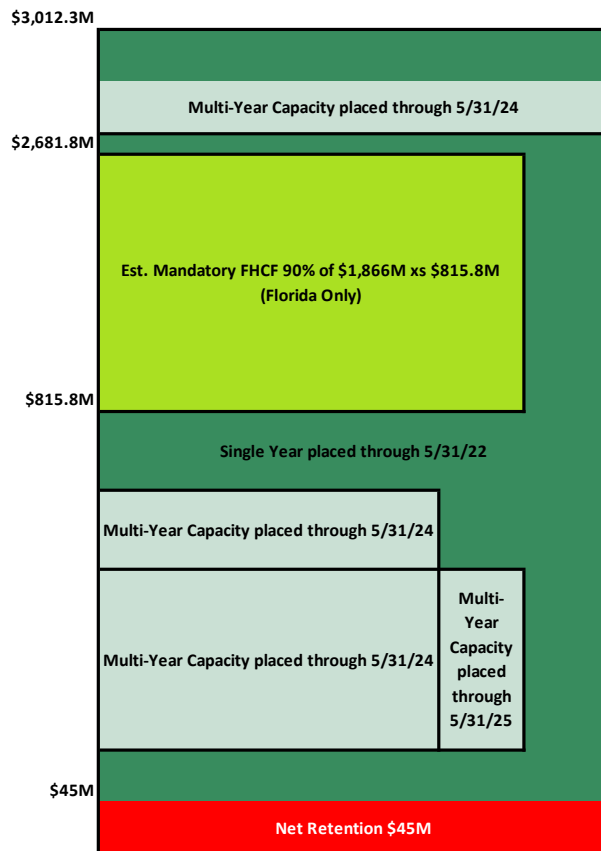 $3,012.3M
Multi-Year Capacity placed through 5/31/24
$2,681.8M
Est. Mandatory FHCF 90% of $1,866M xs $815.8M
(Florida Only)
$815.8M
Single Year placed through 5/31/22
Multi-Year Capacity placed through 5/31/24
Multi-Year Capacity placed through 5/31/24
Multi-
Year
Capacity
placed
through
5/31/25
$45M
Net Retention $45M